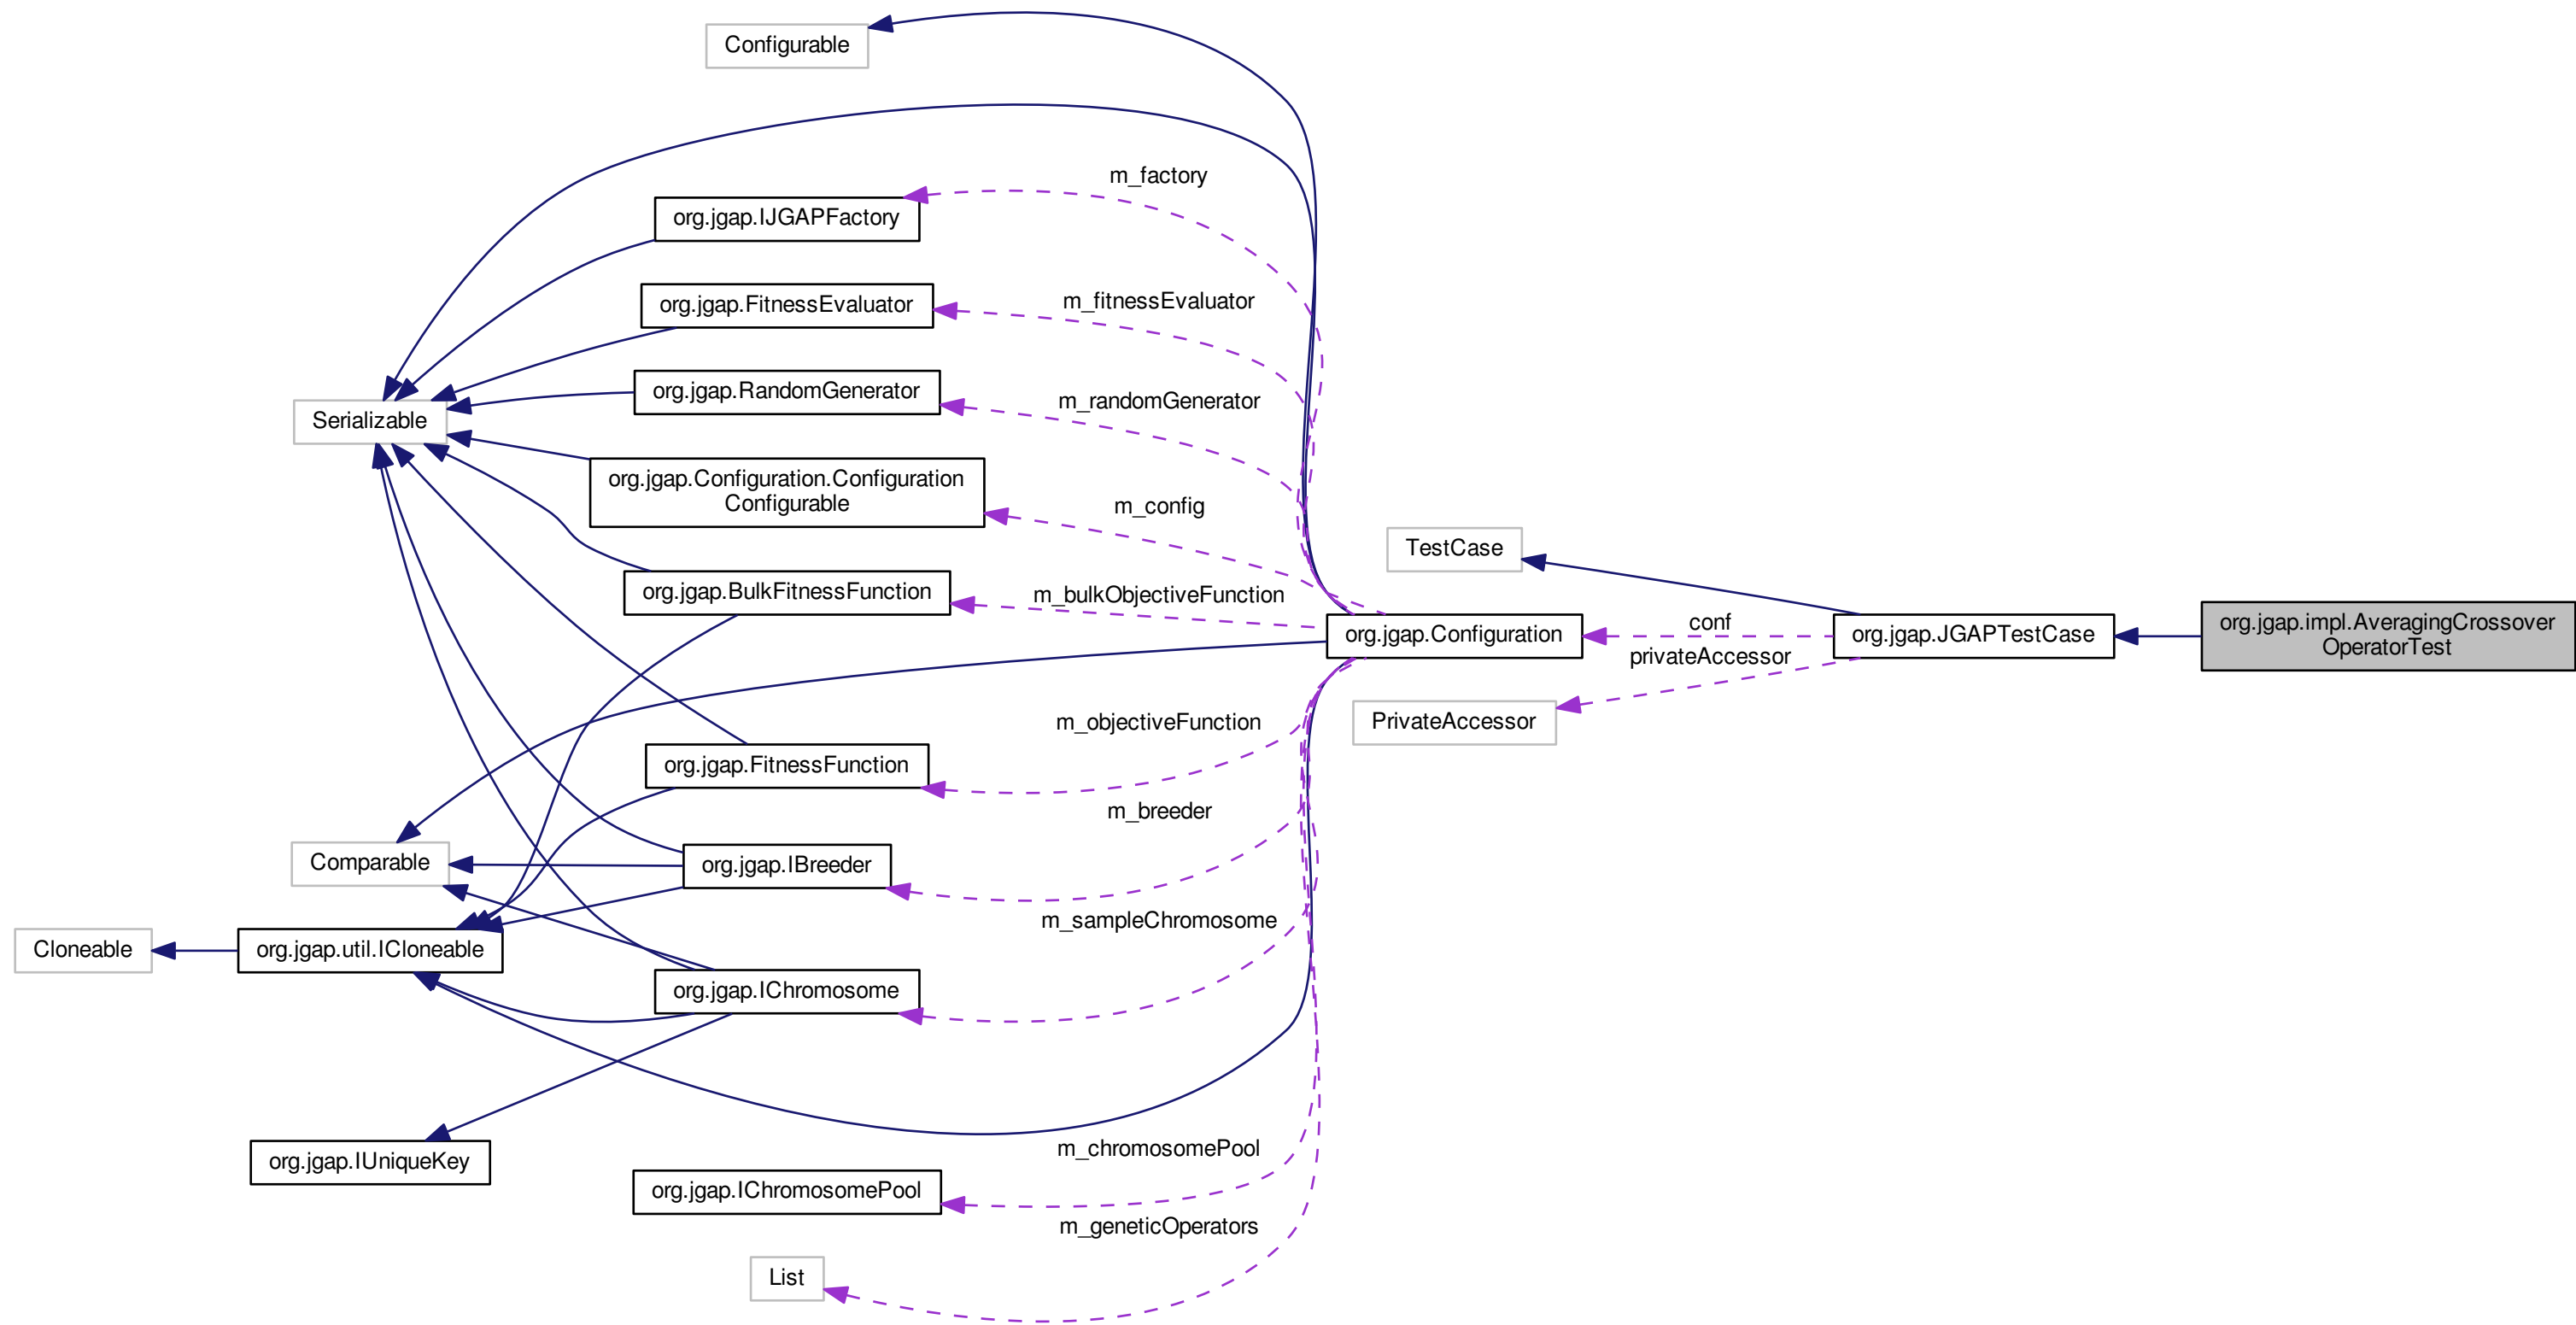 Configurable
m_factory
org.jgap.IJGAPFactory
m_fitnessEvaluator
org.jgap.FitnessEvaluator
org.jgap.RandomGenerator
m_randomGenerator
Serializable
org.jgap.Configuration.Configuration
Configurable
m_config
TestCase
org.jgap.BulkFitnessFunction
m_bulkObjectiveFunction
org.jgap.Configuration
conf
privateAccessor
org.jgap.JGAPTestCase
org.jgap.impl.AveragingCrossover
OperatorTest
m_objectiveFunction
PrivateAccessor
org.jgap.FitnessFunction
m_breeder
Comparable
org.jgap.IBreeder
m_sampleChromosome
Cloneable
org.jgap.util.ICloneable
org.jgap.IChromosome
m_chromosomePool
org.jgap.IUniqueKey
org.jgap.IChromosomePool
m_geneticOperators
List